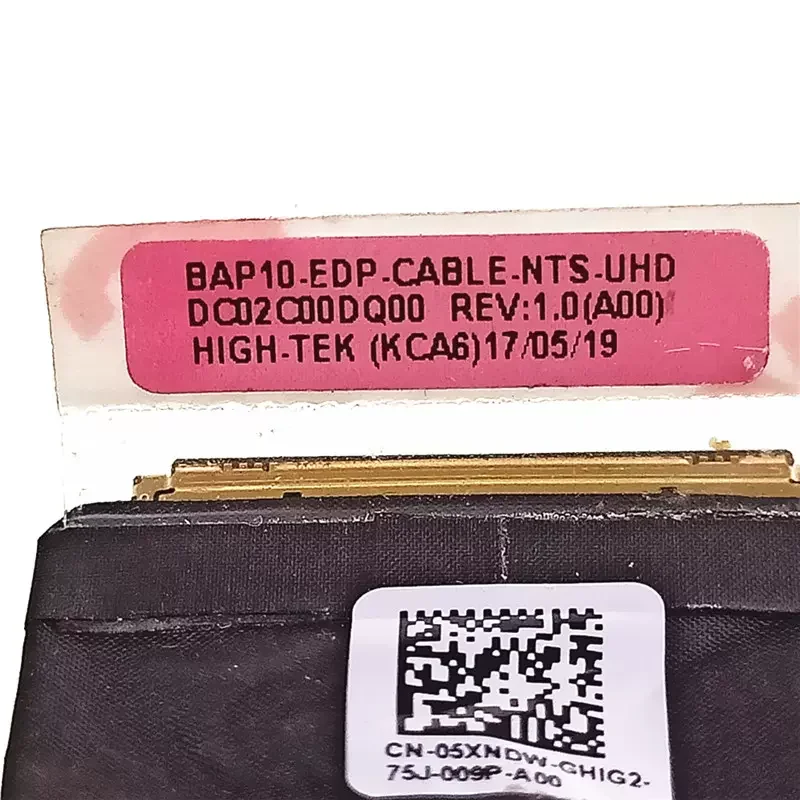 BAP10-EDP-CABLE-NTS-UHD
DC02C00DQ00 REV:1.0(A00)
HIGH-TEK (KCA6)17/05/19
CN-05XNDW-GHIG2-
75J-009P-A00